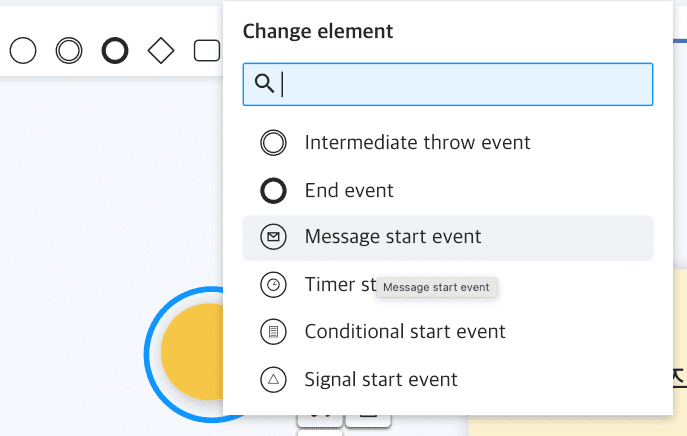 Change element
Intermediate throw event
End event
Message start event
Timer st
Message start event
Conditional start event
Signal start event